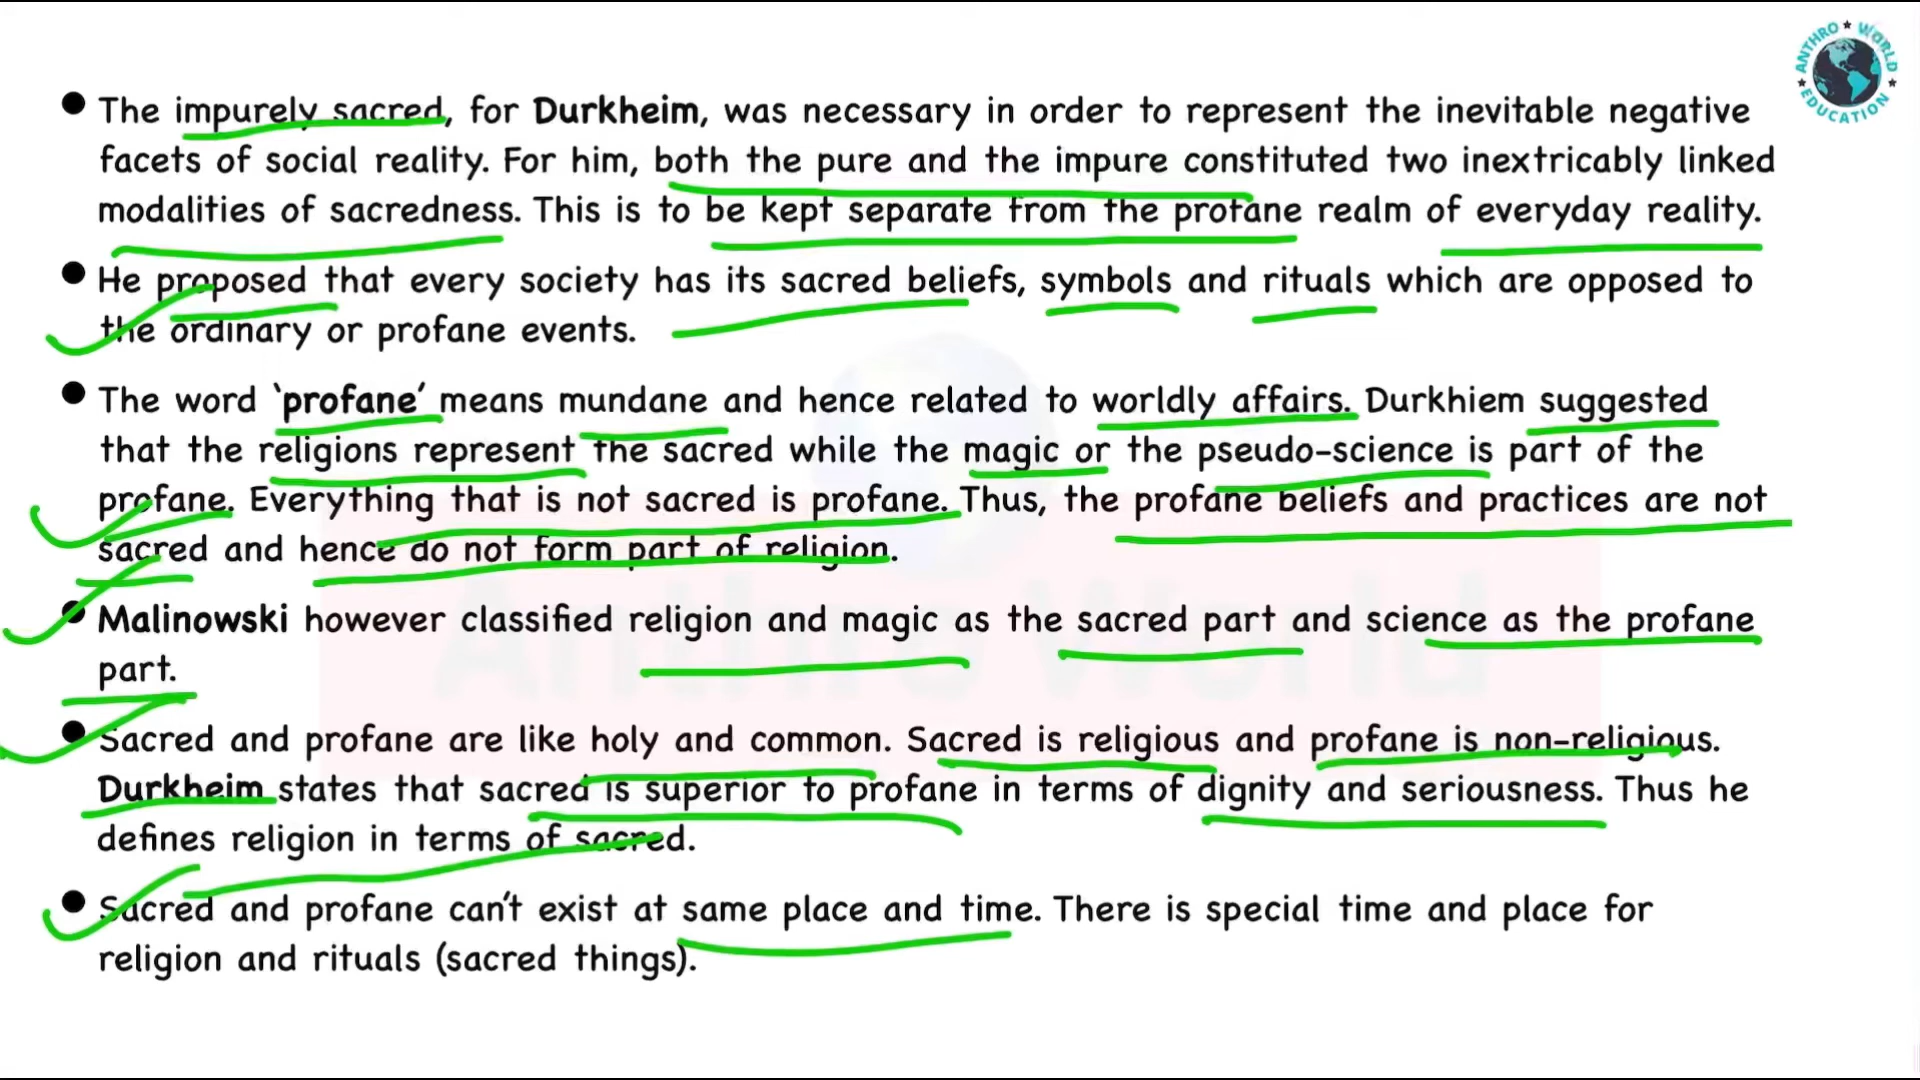 ANTHRO WORLD EDUCATION
● The impurely sacred, for Durkheim, was necessary in order to represent the inevitable negative
facets of social reality. For him, both the pure and the impure constituted two inextricably linked
modalities of sacredness. This is to be kept separate from the profane realm of everyday reality.
● He proposed that every society has its sacred beliefs, symbols and rituals which are opposed to
the ordinary or profane events.
● The word ‘profane’ means mundane and hence related to worldly affairs. Durkhiem suggested
that the religions represent the sacred while the magic or the pseudo-science is part of the
profane. Everything that is not sacred is profane. Thus, the profane beliefs and practices are not
sacred and hence do not form part of religion.
● Malinowski however classified religion and magic as the sacred part and science as the profane
part.
● Sacred and profane are like holy and common. Sacred is religious and profane is non-religious.
Durkheim states that sacred is superior to profane in terms of dignity and seriousness. Thus he
defines religion in terms of sacred.
● Sacred and profane can’t exist at same place and time. There is special time and place for
religion and rituals (sacred things).
Anthro World